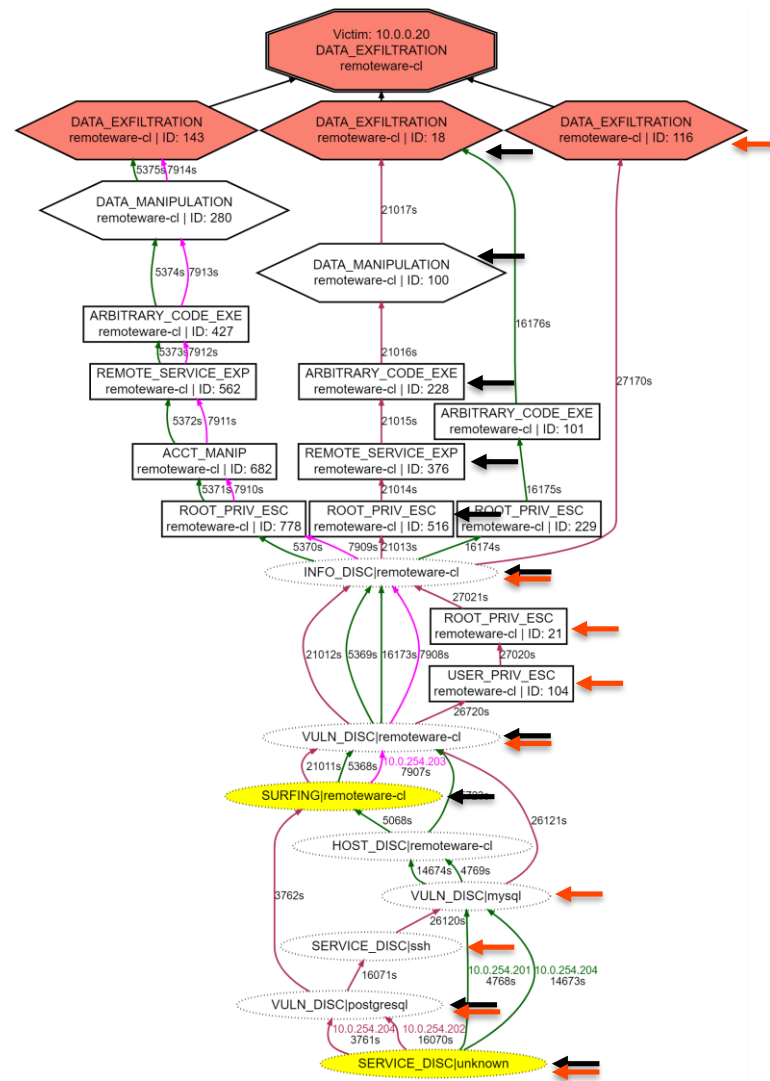 Victim: 10.0.0.20
DATA_EXFILTRATION
remoteware-cl
DATA_EXFILTRATION
remoteware-cl | ID: 143
DATA_EXFILTRATION
remoteware-cl | ID: 18
DATA_EXFILTRATION
remoteware-cl | ID: 116
5375s
7914s
DATA_MANIPULATION
remoteware-cl | ID: 280
21017s
DATA_MANIPULATION
remoteware-cl | ID: 100
5374s
7913s
16176s
ARBITRARY_CODE_EXE
remoteware-cl | ID: 427
21016s
5373s
7912s
27170s
REMOTE_SERVICE_EXP
remoteware-cl | ID: 562
ARBITRARY_CODE_EXE
remoteware-cl | ID: 228
ARBITRARY_CODE_EXE
remoteware-cl | ID: 101
5372s
7911s
21015s
ACCT_MANIP
remoteware-cl | ID: 682
REMOTE_SERVICE_EXP
remoteware-cl | ID: 376
5371s
7910s
21014s
16175s
ROOT_PRIV_ESC
remoteware-cl | ID: 778
ROOT_PRIV_ESC
remoteware-cl | ID: 516
ROOT_PRIV_ESC
remoteware-cl | ID: 229
5370s
7909s
21013s
16174s
INFO_DISC|remoteware-cl
27021s
ROOT_PRIV_ESC
remoteware-cl | ID: 21
21012s
5369s
16173s
7908s
27020s
USER_PRIV_ESC
remoteware-cl | ID: 104
26720s
VULN_DISC|remoteware-cl
21011s
5368s
10.0.254.203
7907s
SURFING|remoteware-cl
26121s
5068s
HOST_DISC|remoteware-cl
14674s
4769s
3762s
VULN_DISC|mysql
26120s
SERVICE_DISC|ssh
10.0.254.201
4768s
10.0.254.204
14673s
16071s
VULN_DISC|postgresql
10.0.254.204
3761s
10.0.254.202
16070s
SERVICE_DISC|unknown